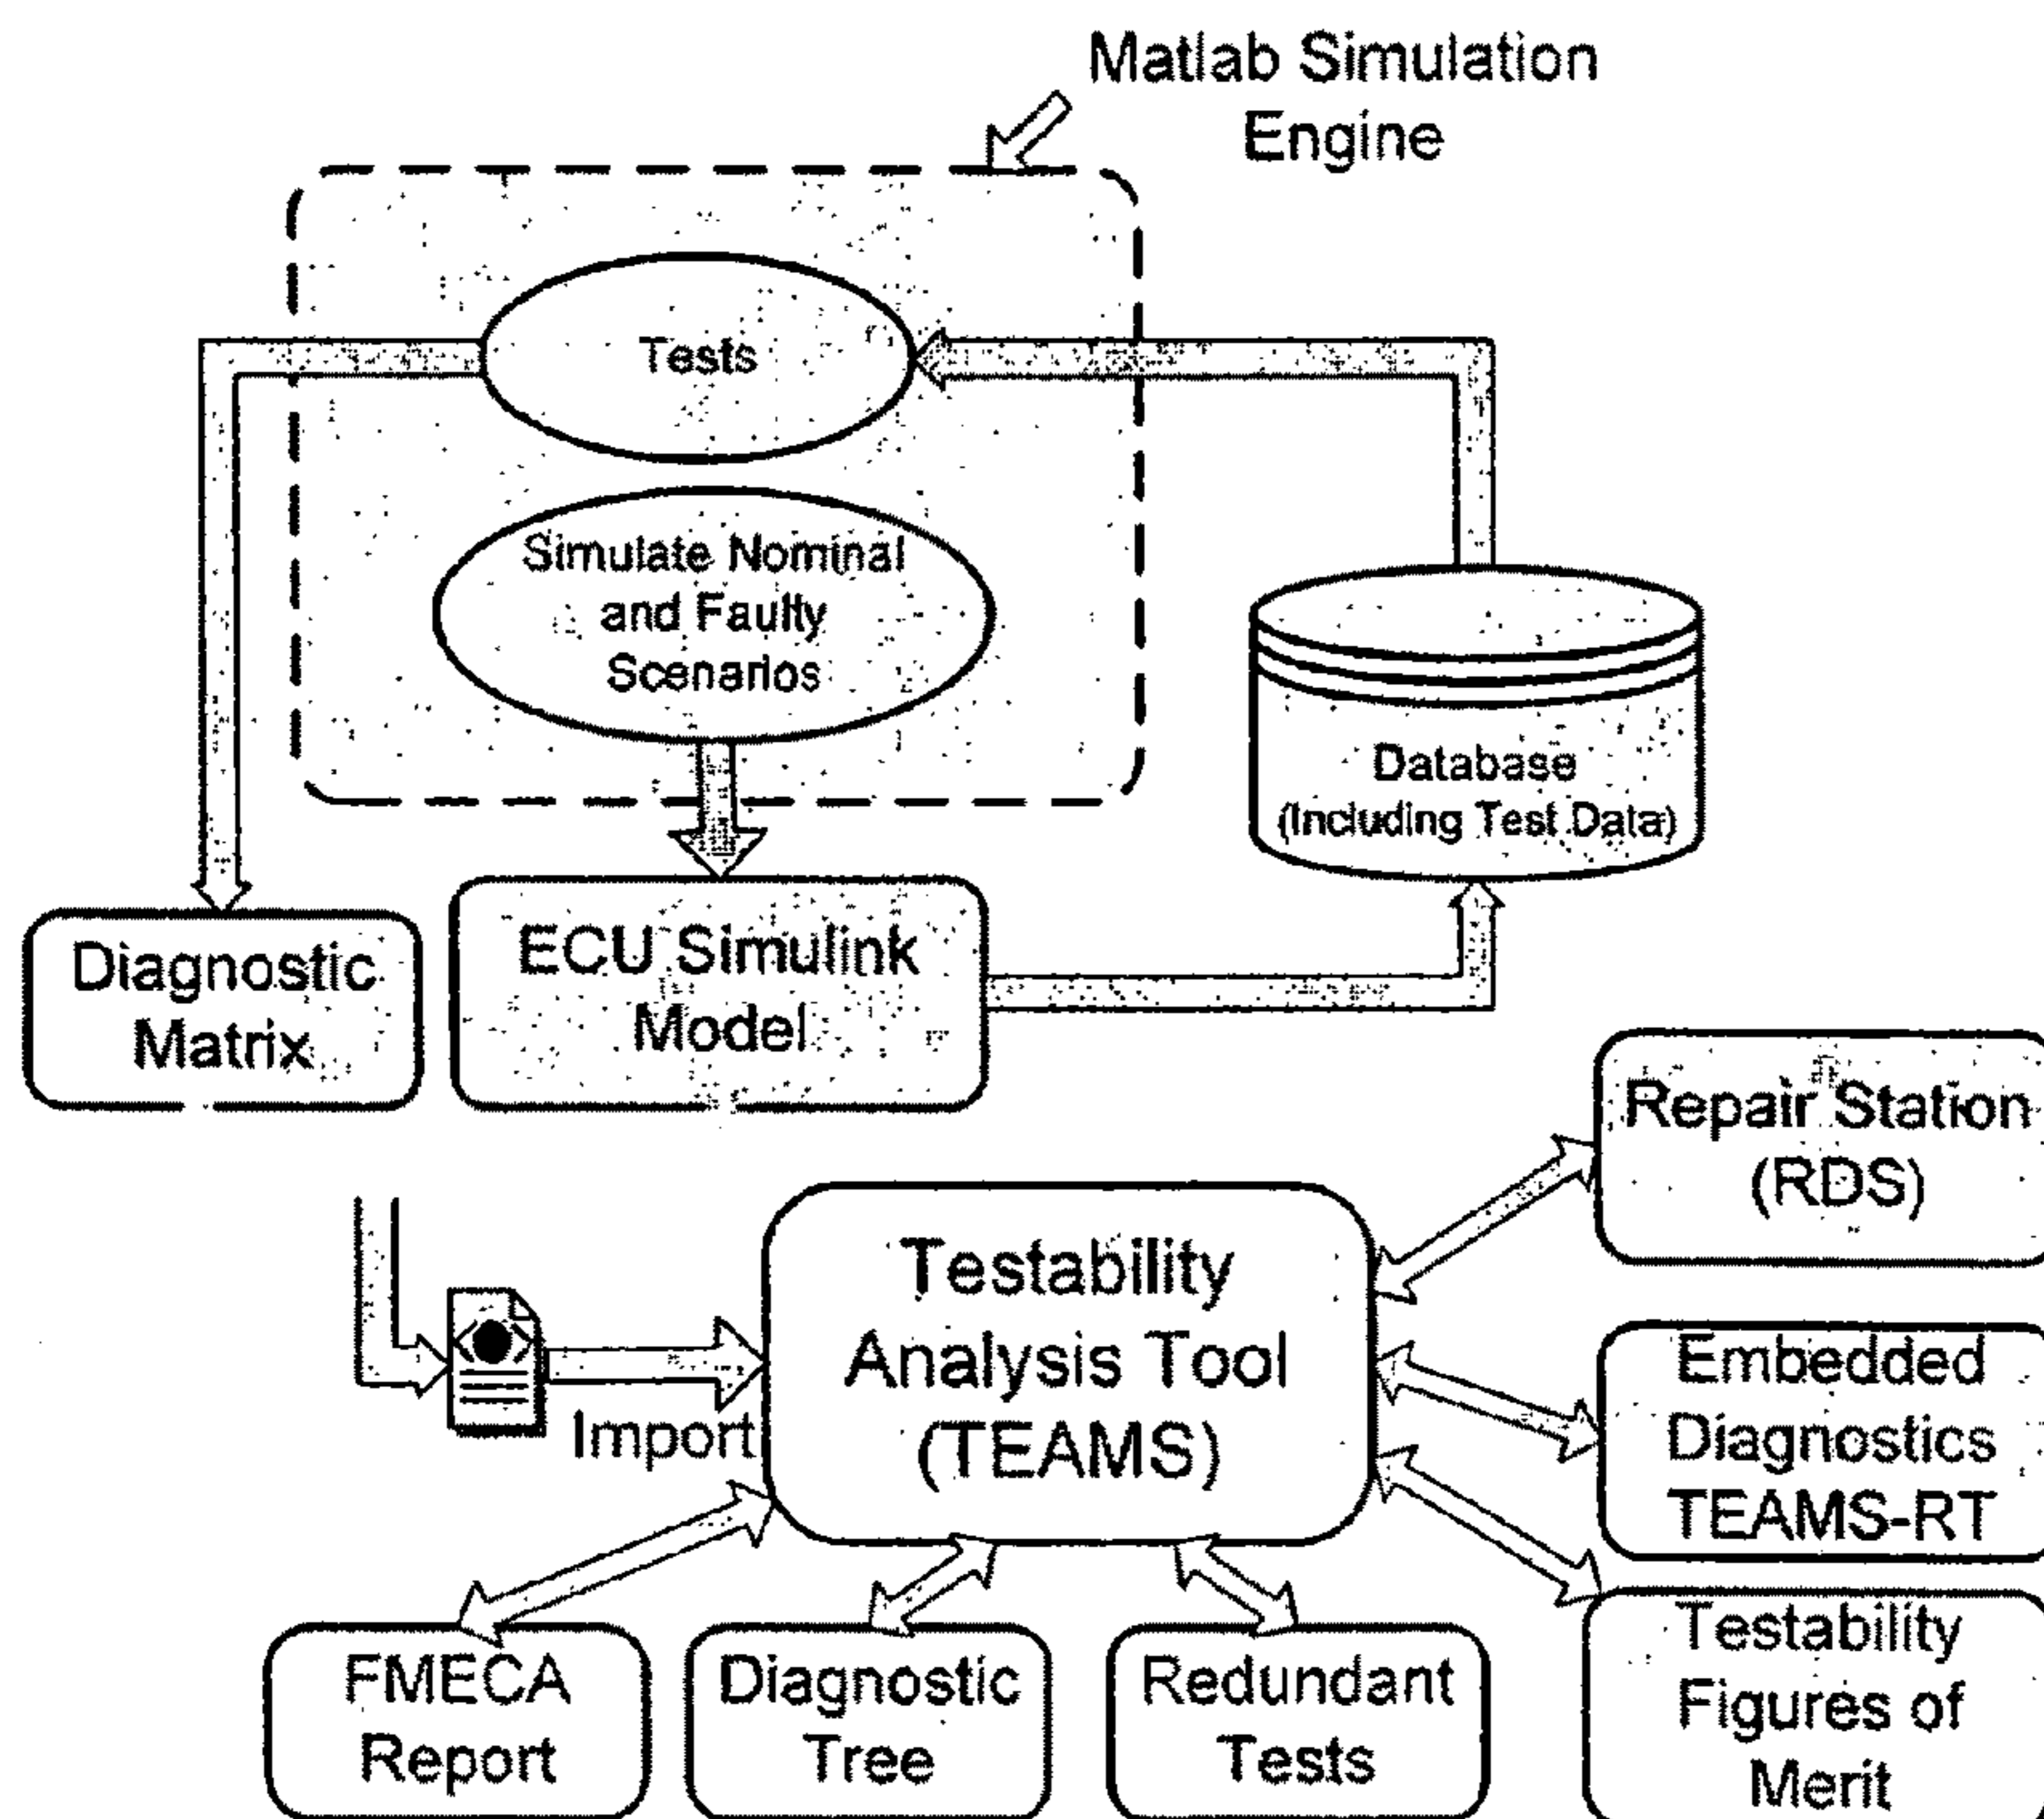 Matlab Simulation
Engine
Tests
Simulate Nominal
and Faulty
Scenarios
Database
(Including Test Data)
Diagnostic
Matrix
ECU Simulink
Model
Repair Station
(RDS)
Testability
Analysis Tool
(TEAMS)
Import
Embedded
Diagnostics
TEAMS-RT
Testability
Figures of
Merit
FMECA
Report
Diagnostic
Tree
Redundant
Tests